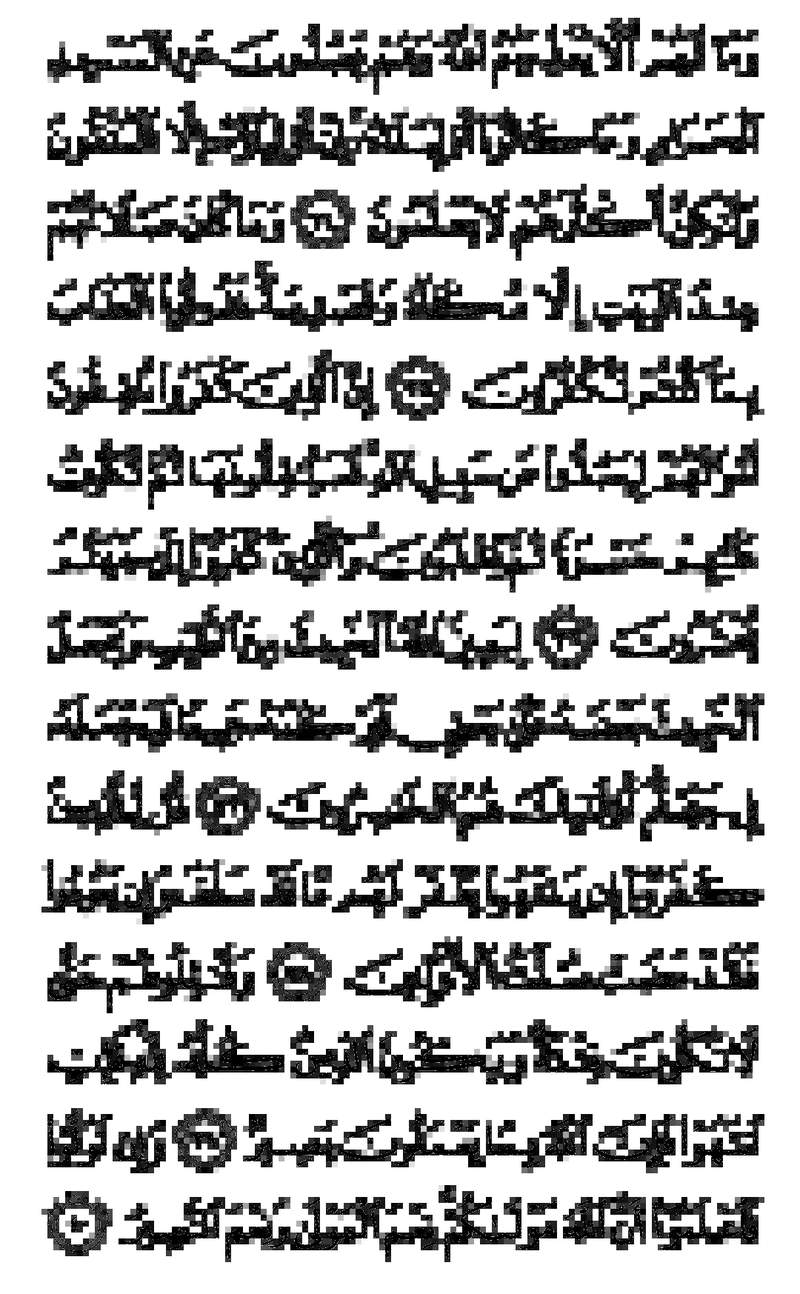 وما لهم ألا يعذبهم الله وهم يصدون عن المسجد
الحرام وما كانوا أولياءه إن أولياؤه إلا المتقون
ولكن أكثرهم لا يعلمون ٣٤ وما كان صلاتهم
عند البيت إلا مكاء وتصدية فذوقوا العذاب
بما كنتم تكفرون ٣٥ إن الذين كفروا ينفقون
أموالهم ليصدوا عن سبيل الله فسينفقونها ثم تكون
عليهم حسرة ثم يغلبون والذين كفروا إلى جهنم
يحشرون ٣٦ ليميز الله الخبيث من الطيب ويجعل
الخبيث بعضه على بعض فيركمه جميعا فيجعله
في جهنم أولئك هم الخاسرون ٣٧ قل للذين
كفروا إن ينتهوا يغفر لهم ما قد سلف وإن يعودوا
فقد مضت سنت الأولين ٣٨ وقاتلوهم حتى
لا تكون فتنة ويكون الدين كله لله فإن
انتهوا فإن الله بما يعملون بصير ٣٩ وإن تولوا
فاعلموا أن الله مولاكم نعم المولى ونعم النصير ٤٠